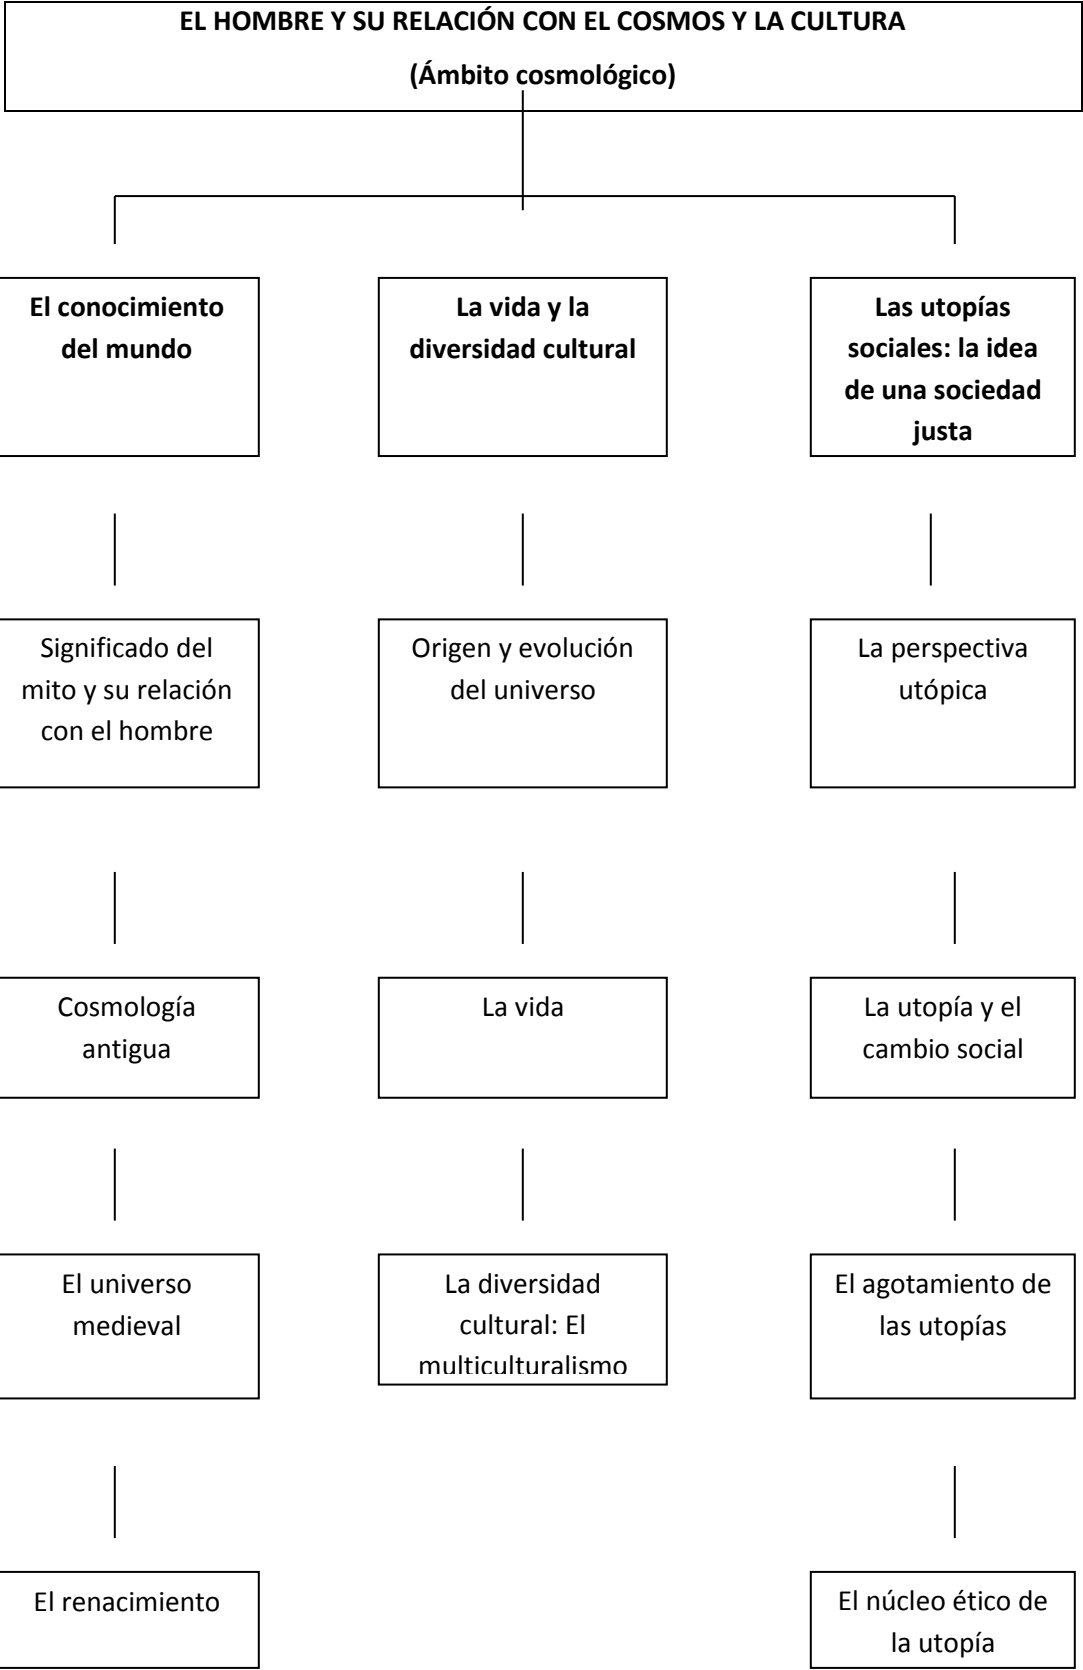 EL HOMBRE Y SU RELACIÓN CON EL COSMOS Y LA CULTURA
(Ámbito cosmológico)
El conocimiento
del mundo
La vida y la
diversidad cultural
Las utopías
sociales: la idea
de una sociedad
justa
Significado del
mito y su relación
con el hombre
Origen y evolución
del universo
La perspectiva
utópica
Cosmología
antigua
La vida
La utopía y el
cambio social
El universo
medieval
La diversidad
cultural: El
multiculturalismo
El agotamiento de
las utopías
El renacimiento
El núcleo ético de
la utopía